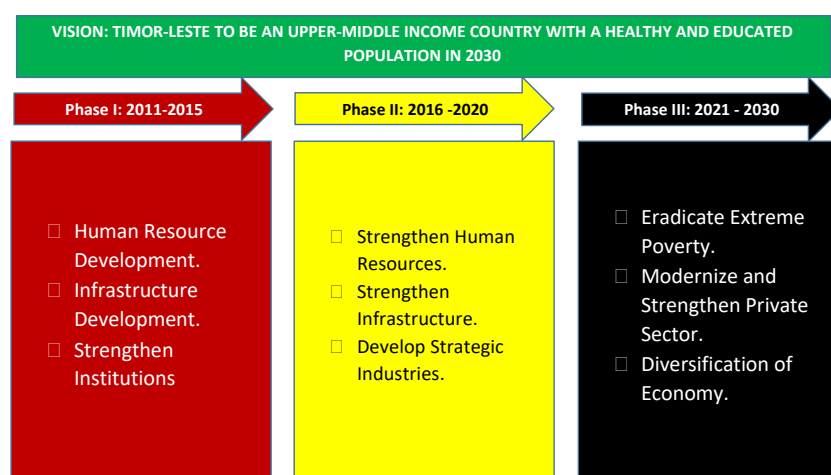 VISION: TIMOR-LESTE TO BE AN UPPER-MIDDLE INCOME COUNTRY WITH A HEALTHY AND EDUCATED
POPULATION IN 2030
Phase I: 2011-2015
Human Resource
Development.
Infrastructure
Development.
Strengthen
Institutions
Phase II: 2016 -2020
Strengthen Human
Resources.
Strengthen
Infrastructure.
Develop Strategic
Industries.
Phase III: 2021 - 2030
Eradicate Extreme
Poverty.
Modernize and
Strengthen Private
Sector.
Diversification of
Economy.